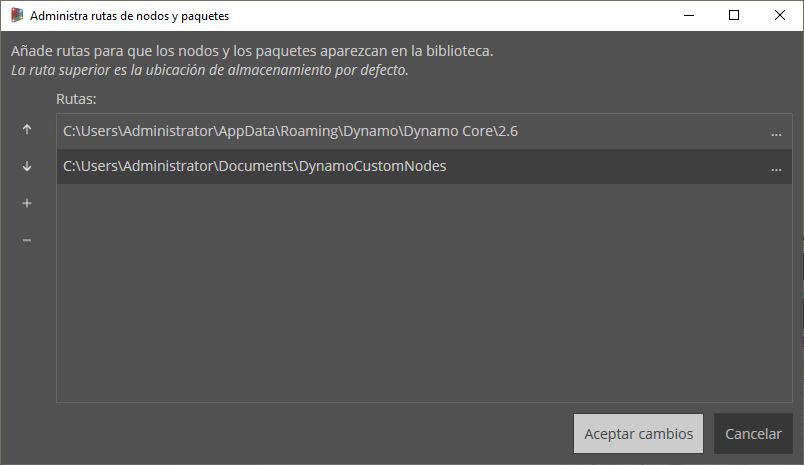 Administra rutas de nodos y paquetes
Añade rutas para que los nodos y los paquetes aparezcan en la biblioteca.
La ruta superior es la ubicación de almacenamiento por defecto.
Rutas:
C:\Users\Administrator\AppData\Roaming\Dynamo\Dynamo Core\2.6 ...
C:\Users\Administrator\Documents\DynamoCustomNodes ...
Aceptar cambios Cancelar